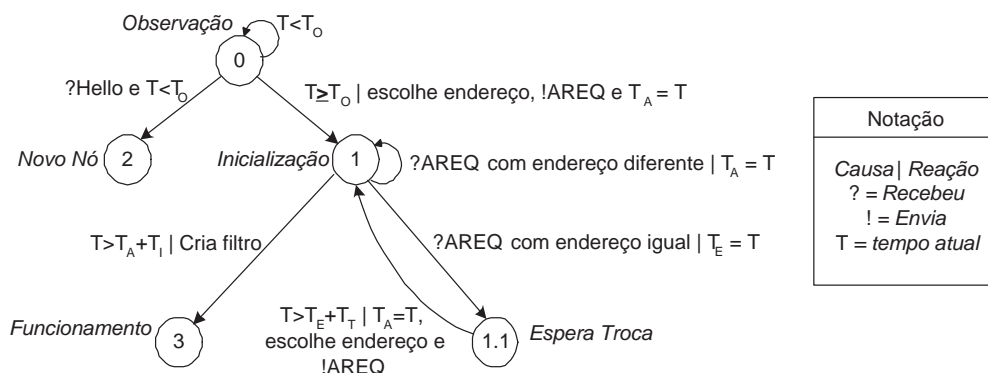 Observação
T<T_O
0
?Hello e T<T_O
T≥T_O | escolhe endereço, !AREQ e T_A = T
Novo Nó
2
Inicialização
1
?AREQ com endereço diferente | T_A = T
T>T_A+T_I | Cria filtro
?AREQ com endereço igual | T_E = T
Funcionamento
3
T>T_E+T_T | T_A=T,
escolhe endereço e
!AREQ
1.1
Espera Troca
Notação
Causa | Reação
? = Recebeu
! = Envia
T = tempo atual